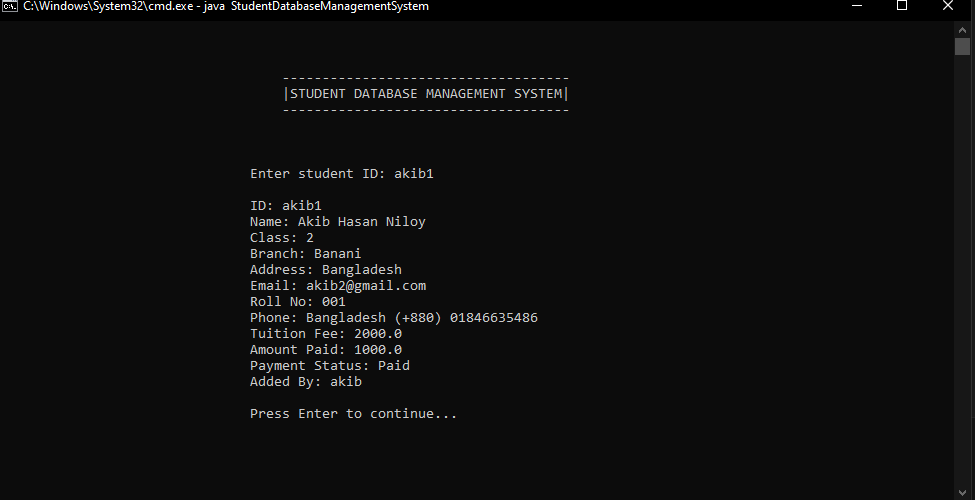 C:\Windows\System32\cmd.exe - java  StudentDatabaseManagementSystem
------------------------------------
|STUDENT DATABASE MANAGEMENT SYSTEM|
------------------------------------
Enter student ID: akib1
ID: akib1
Name: Akib Hasan Niloy
Class: 2
Branch: Banani
Address: Bangladesh
Email: akib2@gmail.com
Roll No: 001
Phone: Bangladesh (+880) 01846635486
Tuition Fee: 2000.0
Amount Paid: 1000.0
Payment Status: Paid
Added By: akib
Press Enter to continue...